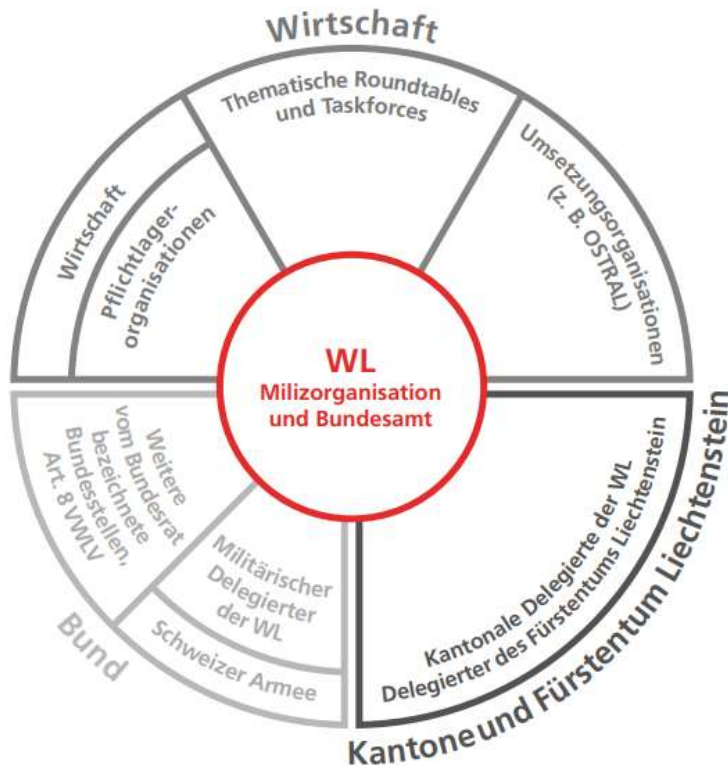 Wirtschaft
Thematische Roundtables
und Taskforces
Umsetzungsorganisationen
(z. B. OSTRAL)
Wirtschaft
Pflichtlager-
organisationen
WL
Milizorganisation
und Bundesamt
Weitere
vom Bundesrat
bezeichnete
Bundesstellen,
Art. 8 VWLV
Militärischer
Delegierter
der WL
Schweizer Armee
Bund
Kantonale Delegierte der WL
Delegierter des Fürstentums Liechtenstein
Kantone und Fürstentum Liechtenstein